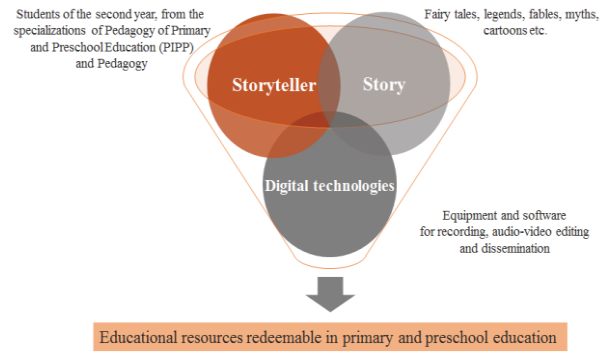 Students of the second year, from the
specializations of Pedagogy of Primary
and Preschool Education (PIPP)
and Pedagogy
Fairy tales, legends, fables, myths,
cartoons etc.
Storyteller
Story
Digital technologies
Equipment and software
for recording, audio-video editing
and dissemination
Educational resources redeemable in primary and preschool education